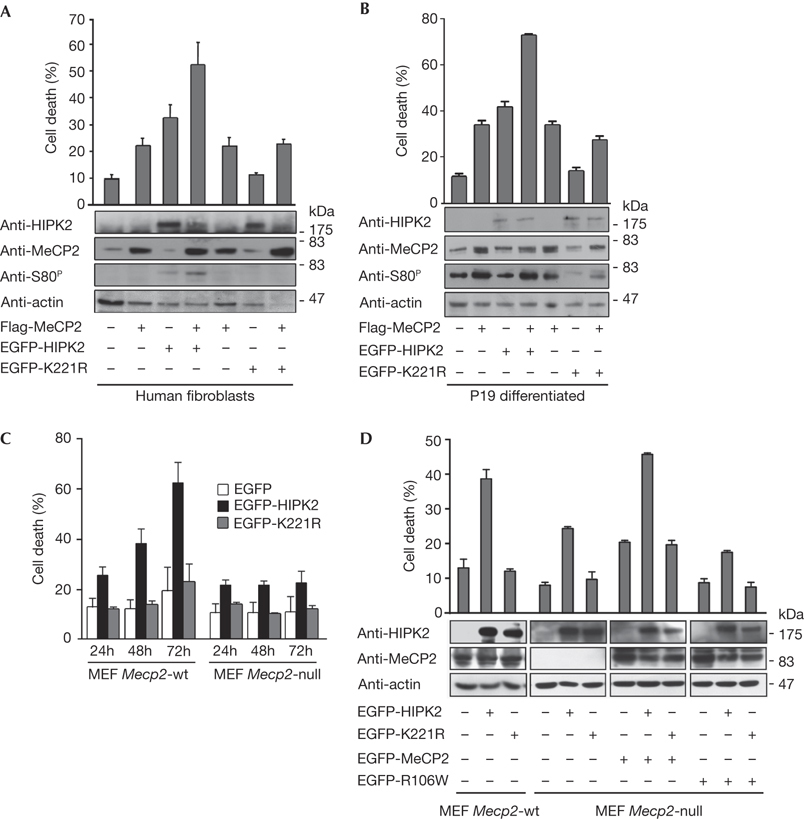 A
Cell death (%)
70
60
50
40
30
20
10
0
kDa
Anti-HIPK2
- 175
Anti-MeCP2
- 83
Anti-S80P
- 83
Anti-actin
- 47
Flag-MeCP2 – + – + + – +
EGFP-HIPK2 – – + + – – –
EGFP-K221R – – – – – + +
Human fibroblasts
B
Cell death (%)
80
60
40
20
0
kDa
Anti-HIPK2
- 175
Anti-MeCP2
- 83
Anti-S80P
- 83
Anti-actin
- 47
Flag-MeCP2 – + – + + – +
EGFP-HIPK2 – – + + – – –
EGFP-K221R – – – – – + +
P19 differentiated
C
Cell death (%)
80
60
40
20
0
EGFP
EGFP-HIPK2
EGFP-K221R
24h 48h 72h 24h 48h 72h
MEF Mecp2-wt MEF Mecp2-null
D
Cell death (%)
50
40
30
20
10
0
kDa
Anti-HIPK2
- 175
Anti-MeCP2
- 83
Anti-actin
- 47
EGFP-HIPK2 – + – – + – – + – – + –
EGFP-K221R – – + – – + – – + – – +
EGFP-MeCP2 – – – – – – + + + – – –
EGFP-R106W – – – – – – – – – + + +
MEF Mecp2-wt MEF Mecp2-null